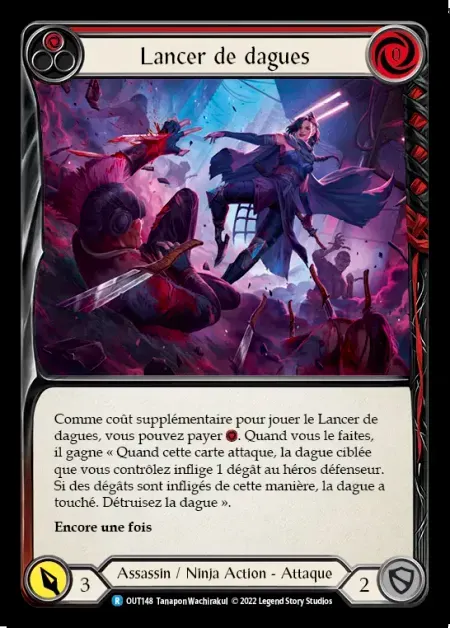 Lancer de dagues
0
Comme coût supplémentaire pour jouer le Lancer de
dagues, vous pouvez payer. Quand vous le faites,
il gagne « Quand cette carte attaque, la dague ciblée
que vous contrôlez inflige 1 dégât au héros défenseur.
Si des dégâts sont infligés de cette manière, la dague a
touché. Détruisez la dague ».
Encore une fois
3
Assassin / Ninja Action - Attaque
2
R OUT148 Tanapon Wachirakul © 2022 Legend Story Studios